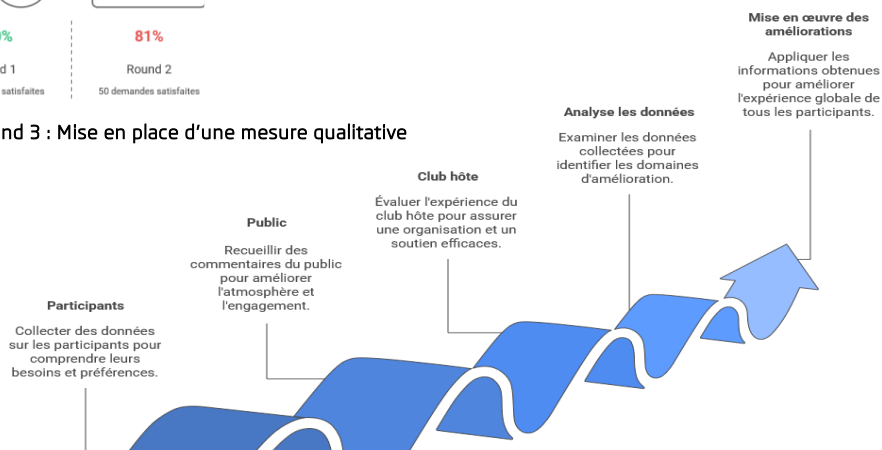 %
81%
d 1
Round 2
satisfaites
50 demandes satisfaites
nd 3 : Mise en place d'une mesure qualitative
Participants
Collecter des données
sur les participants pour
comprendre leurs
besoins et préférences.
Public
Recueillir des
commentaires du public
pour améliorer
l'atmosphère et
l'engagement.
Club hôte
Évaluer l'expérience du
club hôte pour assurer
une organisation et un
soutien efficaces.
Analyse les données
Examiner les données
collectées pour
identifier les domaines
d'amélioration.
Mise en œuvre des
améliorations
Appliquer les
informations obtenues
pour améliorer
l'expérience globale de
tous les participants.